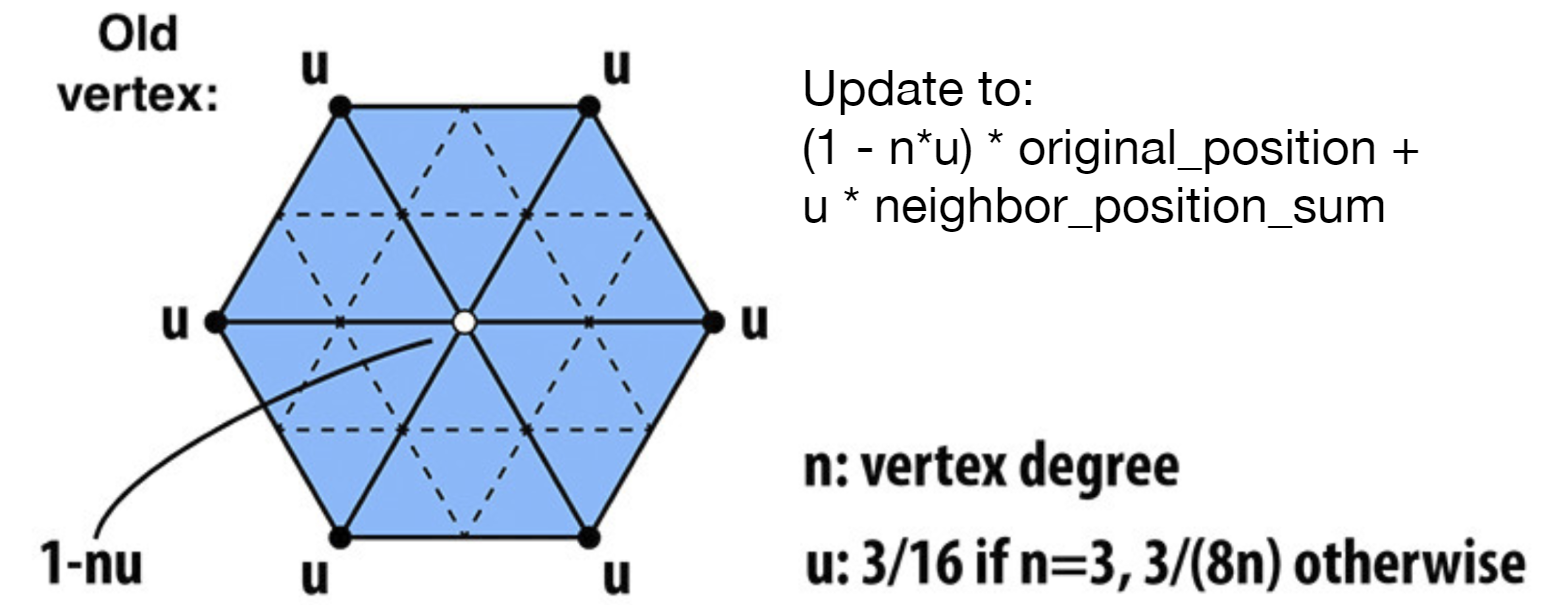 Old
vertex:
u
u
u
u
1-nu
u
u
Update to:
(1 - n*u) * original_position +
u * neighbor_position_sum
n: vertex degree
u: 3/16 if n=3, 3/(8n) otherwise